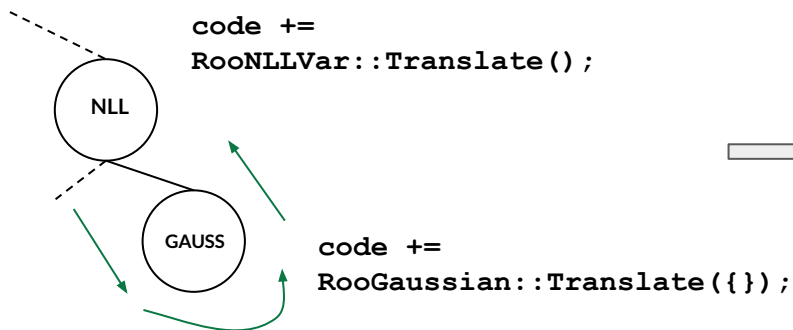 code +=
RooNLLVar::Translate();
NLL
GAUSS
code +=
RooGaussian::Translate({});